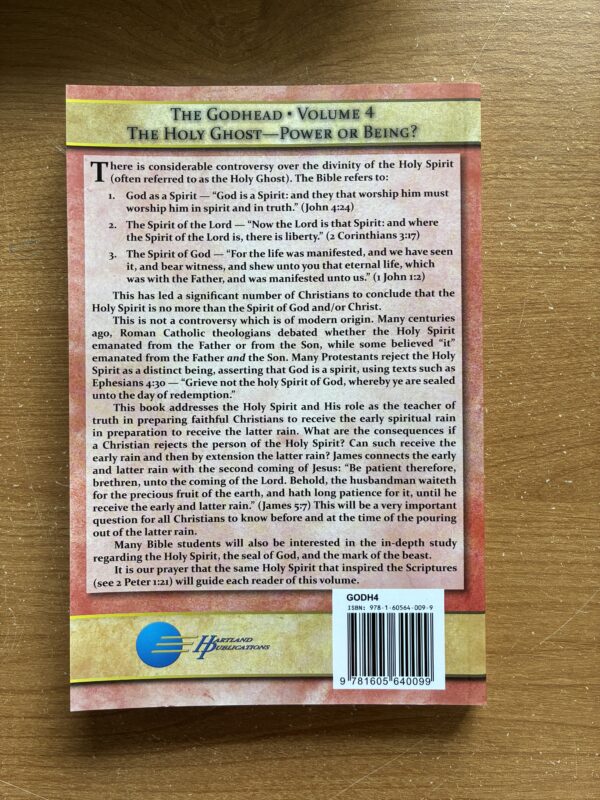 The Godhead • Volume 4
The Holy Ghost—Power or Being?
There is considerable controversy over the divinity of the Holy Spirit
(often referred to as the Holy Ghost). The Bible refers to:
1. God as a Spirit — “God is a Spirit: and they that worship him must
worship him in spirit and in truth.” (John 4:24)
2. The Spirit of the Lord — “Now the Lord is that Spirit: and where
the Spirit of the Lord is, there is liberty.” (2 Corinthians 3:17)
3. The Spirit of God — “For the life was manifested, and we have seen
it, and bear witness, and shew unto you that eternal life, which
was with the Father, and was manifested unto us.” (1 John 1:2)
This has led a significant number of Christians to conclude that the
Holy Spirit is no more than the Spirit of God and/or Christ.
This is not a controversy which is of modern origin. Many centuries
ago, Roman Catholic theologians debated whether the Holy Spirit
emanated from the Father or from the Son, while some believed “it”
emanated from the Father and the Son. Many Protestants reject the Holy
Spirit as a distinct being, asserting that God is a spirit, using texts such as
Ephesians 4:30 — “Grieve not the holy Spirit of God, whereby ye are sealed
unto the day of redemption.”
This book addresses the Holy Spirit and His role as the teacher of
truth in preparing faithful Christians to receive the early spiritual rain
in preparation to receive the latter rain. What are the consequences if
a Christian rejects the person of the Holy Spirit? Can such receive the
early rain and then by extension the latter rain? James connects the early
and latter rain with the second coming of Jesus: “Be patient therefore,
brethren, unto the coming of the Lord. Behold, the husbandman waiteth
for the precious fruit of the earth, and hath long patience for it, until he
receive the early and latter rain.” (James 5:7) This will be a very important
question for all Christians to know before and at the time of the pouring
out of the latter rain.
Many Bible students will also be interested in the in-depth study
regarding the Holy Spirit, the seal of God, and the mark of the beast.
It is our prayer that the same Holy Spirit that inspired the Scriptures
(see 2 Peter 1:21) will guide each reader of this volume.
GODH4
ISBN: 978-1-60564-009-9
9 781605 640099
Hartland
Publications